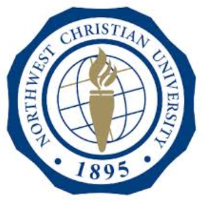 NORTHWEST CHRISTIAN UNIVERSITY
• 1895 •